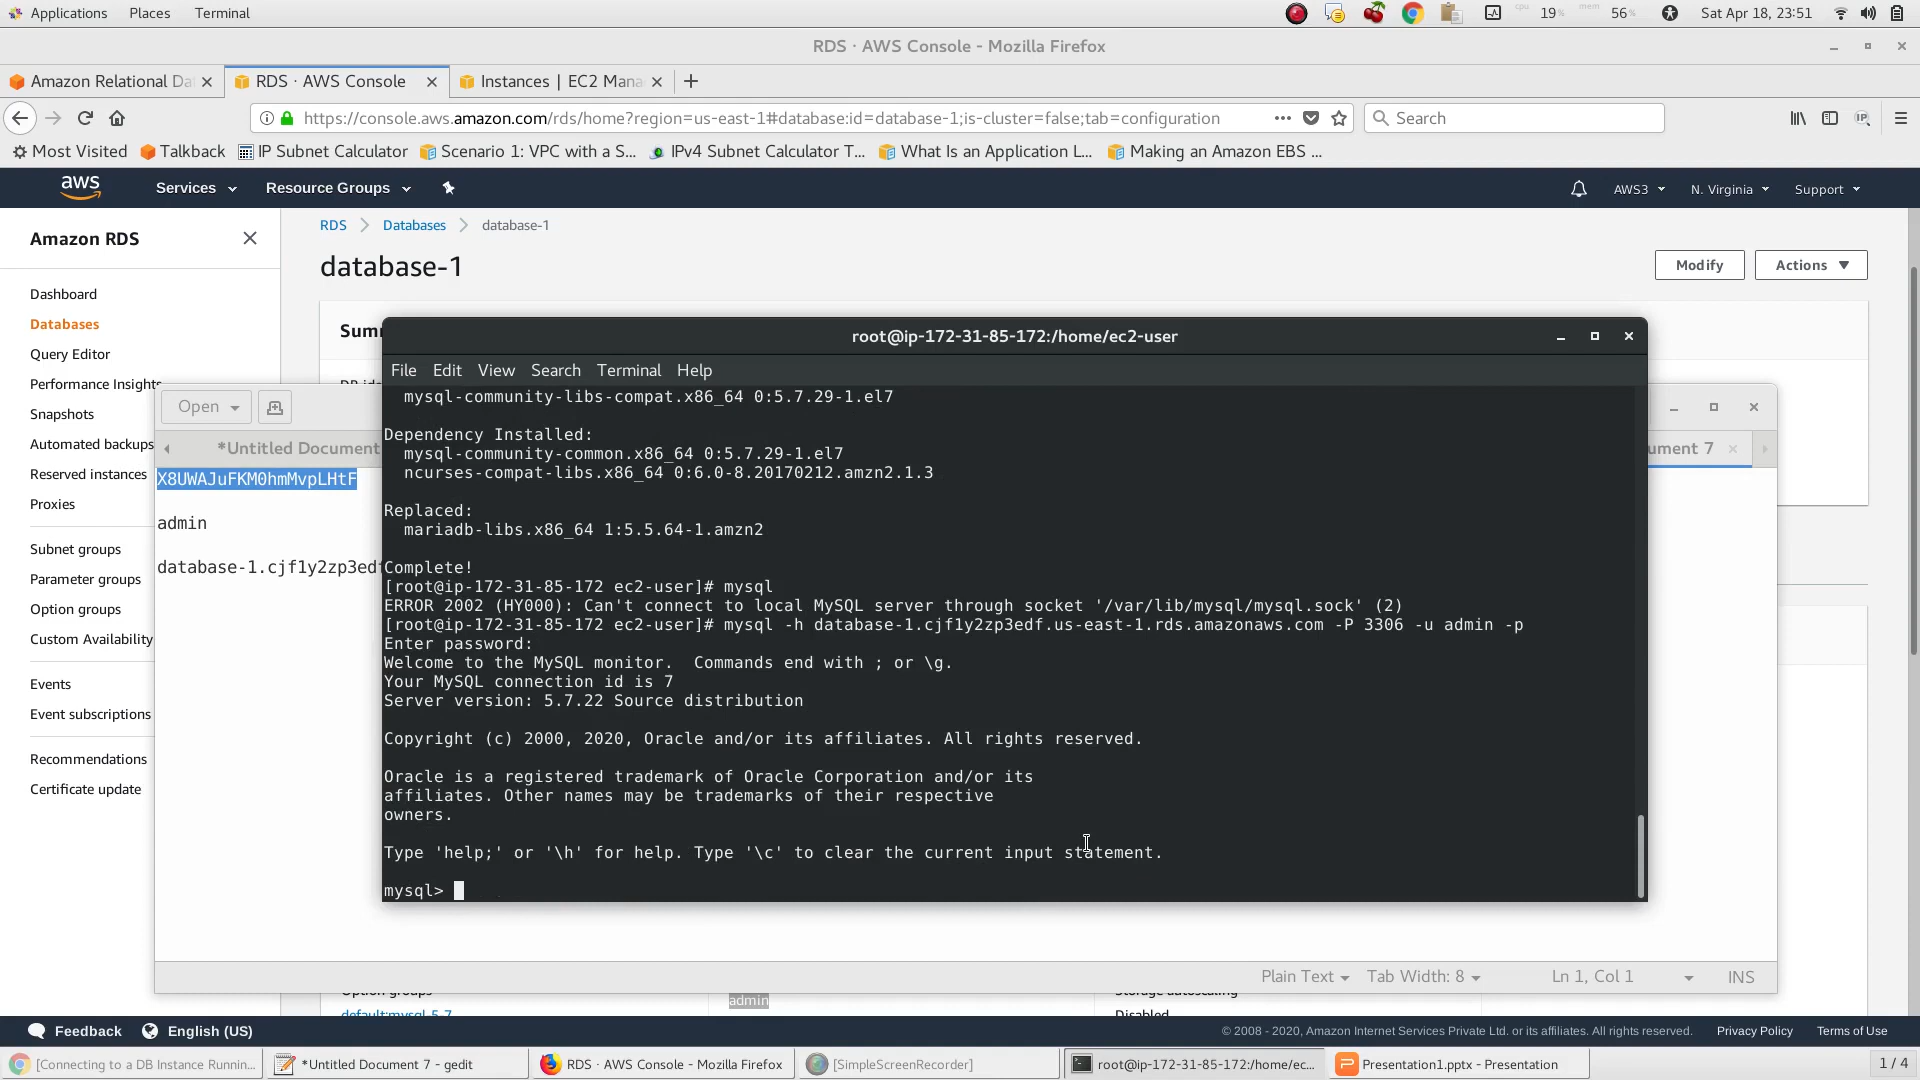 Applications Places Terminal 19% 56% Sat Apr 18, 23:51
RDS · AWS Console - Mozilla Firefox
Amazon Relational Da RDS · AWS Console Instances | EC2 Mana
https://console.aws.amazon.com/rds/home?region=us-east-1#database:id=database-1;is-cluster=false;tab=configuration Search
Most Visited Talkback IP Subnet Calculator Scenario 1: VPC with a S... IPv4 Subnet Calculator T... What Is an Application L... Making an Amazon EBS ...
aws Services Resource Groups AWS3 N. Virginia Support
Amazon RDS
Dashboard
Databases
Query Editor
Performance Insights
Snapshots
Automated backups
Reserved instances
Proxies
Subnet groups
Parameter groups
Option groups
Custom Availability
Events
Event subscriptions
Recommendations
Certificate update
RDS Databases database-1
database-1
Modify Actions
Open
*Untitled Document
ument 7
X8UWAJuFKM0hmMvpLHtF
admin
database-1.cjf1y2zp3edf
root@ip-172-31-85-172:/home/ec2-user
File Edit View Search Terminal Help
mysql-community-libs-compat.x86_64 0:5.7.29-1.el7
Dependency Installed:
mysql-community-common.x86_64 0:5.7.29-1.el7
ncurses-compat-libs.x86_64 0:6.0-8.20170212.amzn2.1.3
Replaced:
mariadb-libs.x86_64 1:5.5.64-1.amzn2
Complete!
[root@ip-172-31-85-172 ec2-user]# mysql
ERROR 2002 (HY000): Can't connect to local MySQL server through socket '/var/lib/mysql/mysql.sock' (2)
[root@ip-172-31-85-172 ec2-user]# mysql -h database-1.cjf1y2zp3edf.us-east-1.rds.amazonaws.com -P 3306 -u admin -p
Enter password:
Welcome to the MySQL monitor.  Commands end with ; or \g.
Your MySQL connection id is 7
Server version: 5.7.22 Source distribution
Copyright (c) 2000, 2020, Oracle and/or its affiliates. All rights reserved.
Oracle is a registered trademark of Oracle Corporation and/or its
affiliates. Other names may be trademarks of their respective
owners.
Type 'help;' or '\h' for help. Type '\c' to clear the current input statement.
mysql>
Plain Text Tab Width: 8 Ln 1, Col 1 INS
admin
Feedback English (US) © 2008 - 2020, Amazon Internet Services Private Ltd. or its affiliates. All rights reserved. Privacy Policy Terms of Use
[Connecting to a DB Instance Runnin... *Untitled Document 7 - gedit RDS · AWS Console - Mozilla Firefox [SimpleScreenRecorder] root@ip-172-31-85-172:/home/ec... Presentation1.pptx - Presentation 1 / 4